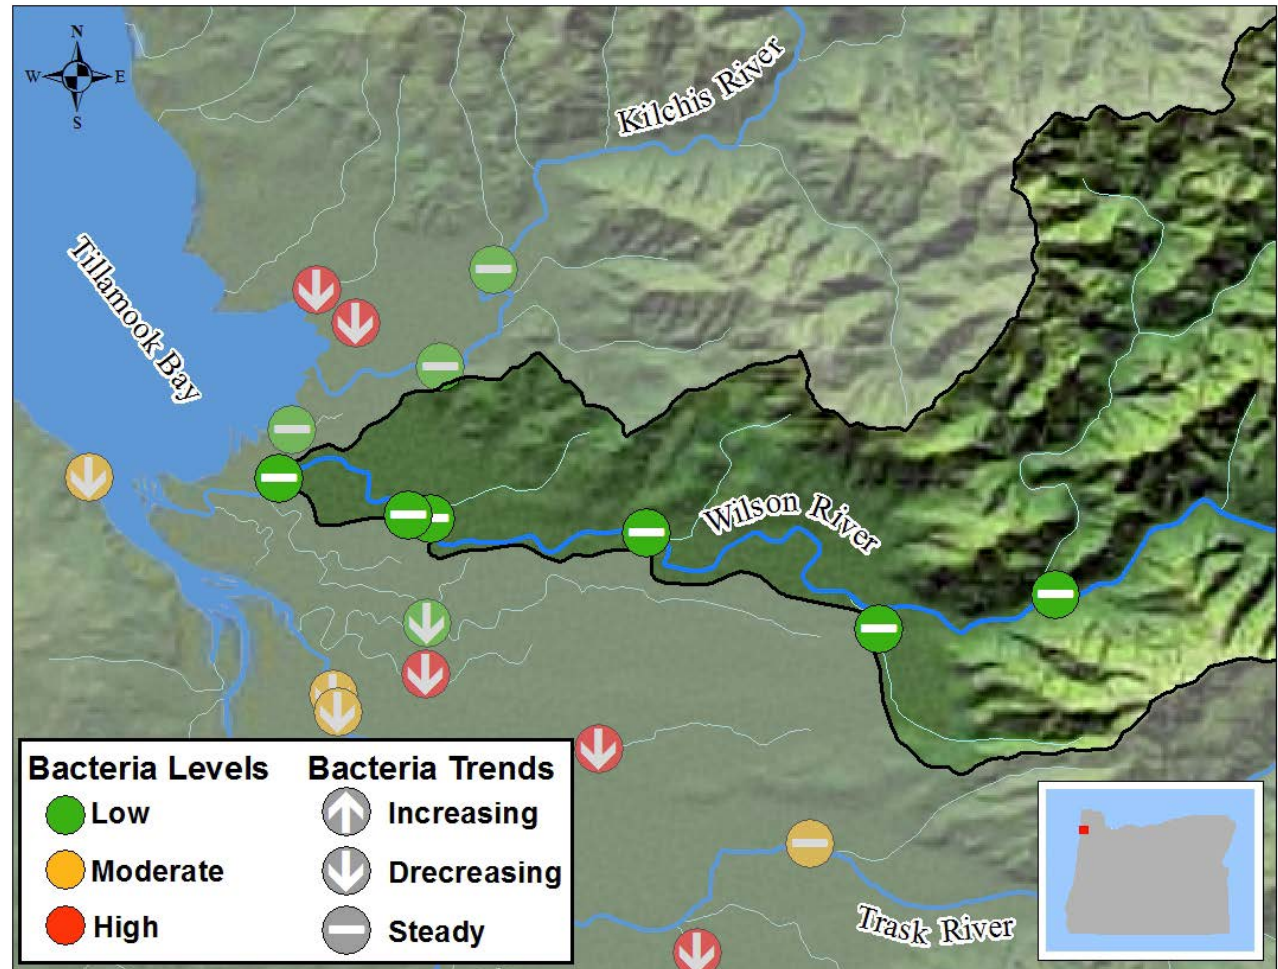 N
W E
S
Kilchis River
Tillamook Bay
Wilson River
Bacteria Levels
Low
Moderate
High
Bacteria Trends
Increasing
Drecreasing
Steady
Trask River